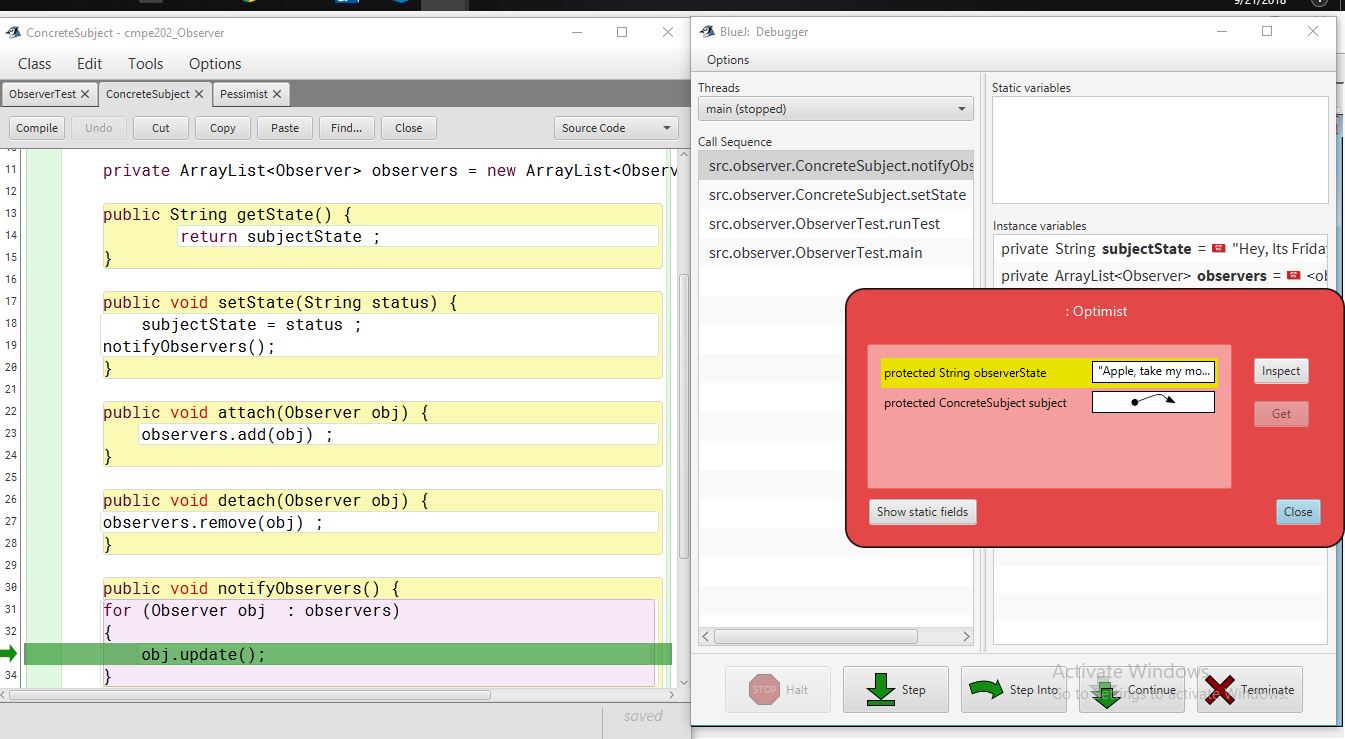 9/21/2018
ConcreteSubject - cmpe202_Observer
Class Edit Tools Options
ObserverTest ConcreteSubject Pessimist
Compile Undo Cut Copy Paste Find... Close Source Code
11 private ArrayList<Observer> observers = new ArrayList<Observ
12
13 public String getState() {
14 return subjectState ;
15 }
16
17 public void setState(String status) {
18 subjectState = status ;
19 notifyObservers();
20 }
21
22 public void attach(Observer obj) {
23 observers.add(obj) ;
24 }
25
26 public void detach(Observer obj) {
27 observers.remove(obj) ;
28 }
29
30 public void notifyObservers() {
31 for (Observer obj : observers)
32 {
obj.update();
34 }
saved
BlueJ: Debugger
Options
Threads
main (stopped)
Call Sequence
src.observer.ConcreteSubject.notifyObs
src.observer.ConcreteSubject.setState
src.observer.ObserverTest.runTest
src.observer.ObserverTest.main
Static variables
Instance variables
private String subjectState = "Hey, Its Frida
private ArrayList<Observer> observers = <ob
: Optimist
protected String observerState "Apple, take my mo...
protected ConcreteSubject subject
Inspect
Get
Show static fields
Close
STOP Halt Step Step Into Continue Terminate
Activate Windows
Go to Settings to activate Windows.